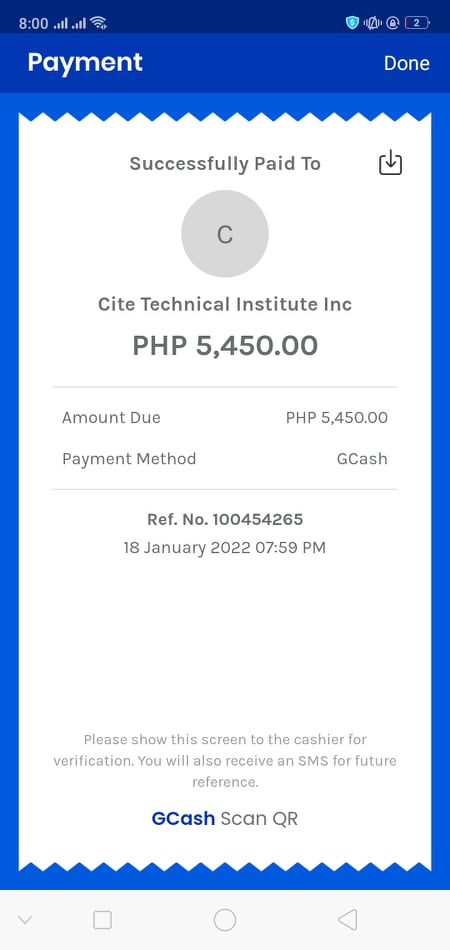 8:00
2
Payment
Done
Successfully Paid To
C
Cite Technical Institute Inc
PHP 5,450.00
Amount Due PHP 5,450.00
Payment Method GCash
Ref. No. 100454265
18 January 2022 07:59 PM
Please show this screen to the cashier for
verification. You will also receive an SMS for future
reference.
GCash Scan QR